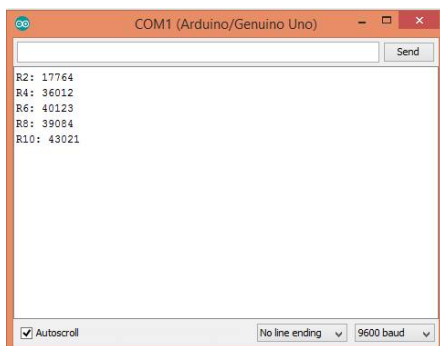 COM1 (Arduino/Genuino Uno)
Send
R2: 17764
R4: 36012
R6: 40123
R8: 39084
R10: 43021
Autoscroll
No line ending
9600 baud